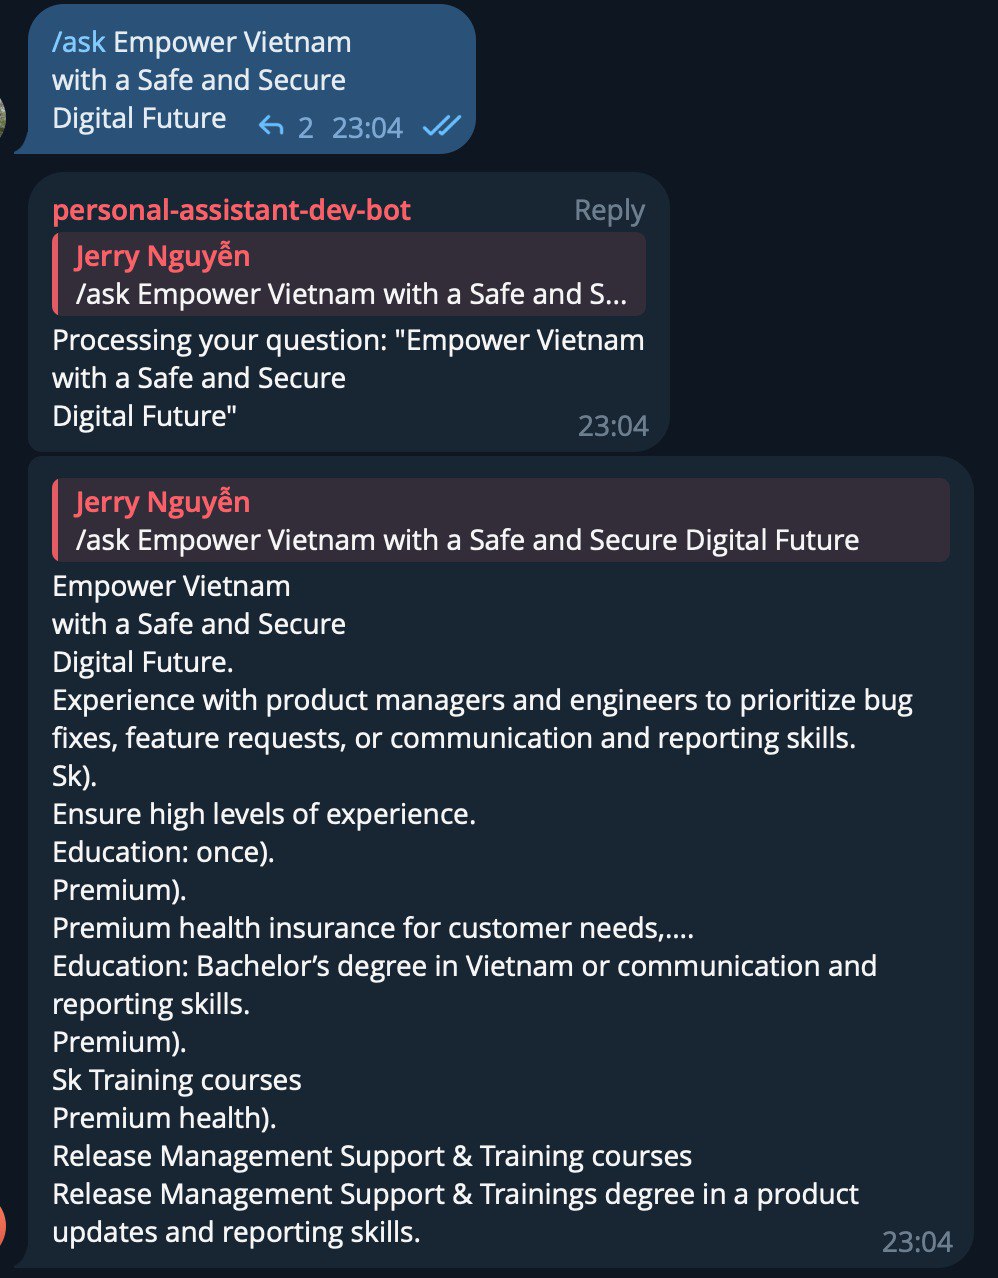 /ask Empower Vietnam
with a Safe and Secure
Digital Future
2 23:04
personal-assistant-dev-bot Reply
Jerry Nguyễn
/ask Empower Vietnam with a Safe and S...
Processing your question: "Empower Vietnam
with a Safe and Secure
Digital Future"
23:04
Jerry Nguyễn
/ask Empower Vietnam with a Safe and Secure Digital Future
Empower Vietnam
with a Safe and Secure
Digital Future.
Experience with product managers and engineers to prioritize bug
fixes, feature requests, or communication and reporting skills.
Sk).
Ensure high levels of experience.
Education: once).
Premium).
Premium health insurance for customer needs,....
Education: Bachelor’s degree in Vietnam or communication and
reporting skills.
Premium).
Sk Training courses
Premium health).
Release Management Support & Training courses
Release Management Support & Trainings degree in a product
updates and reporting skills.
23:04